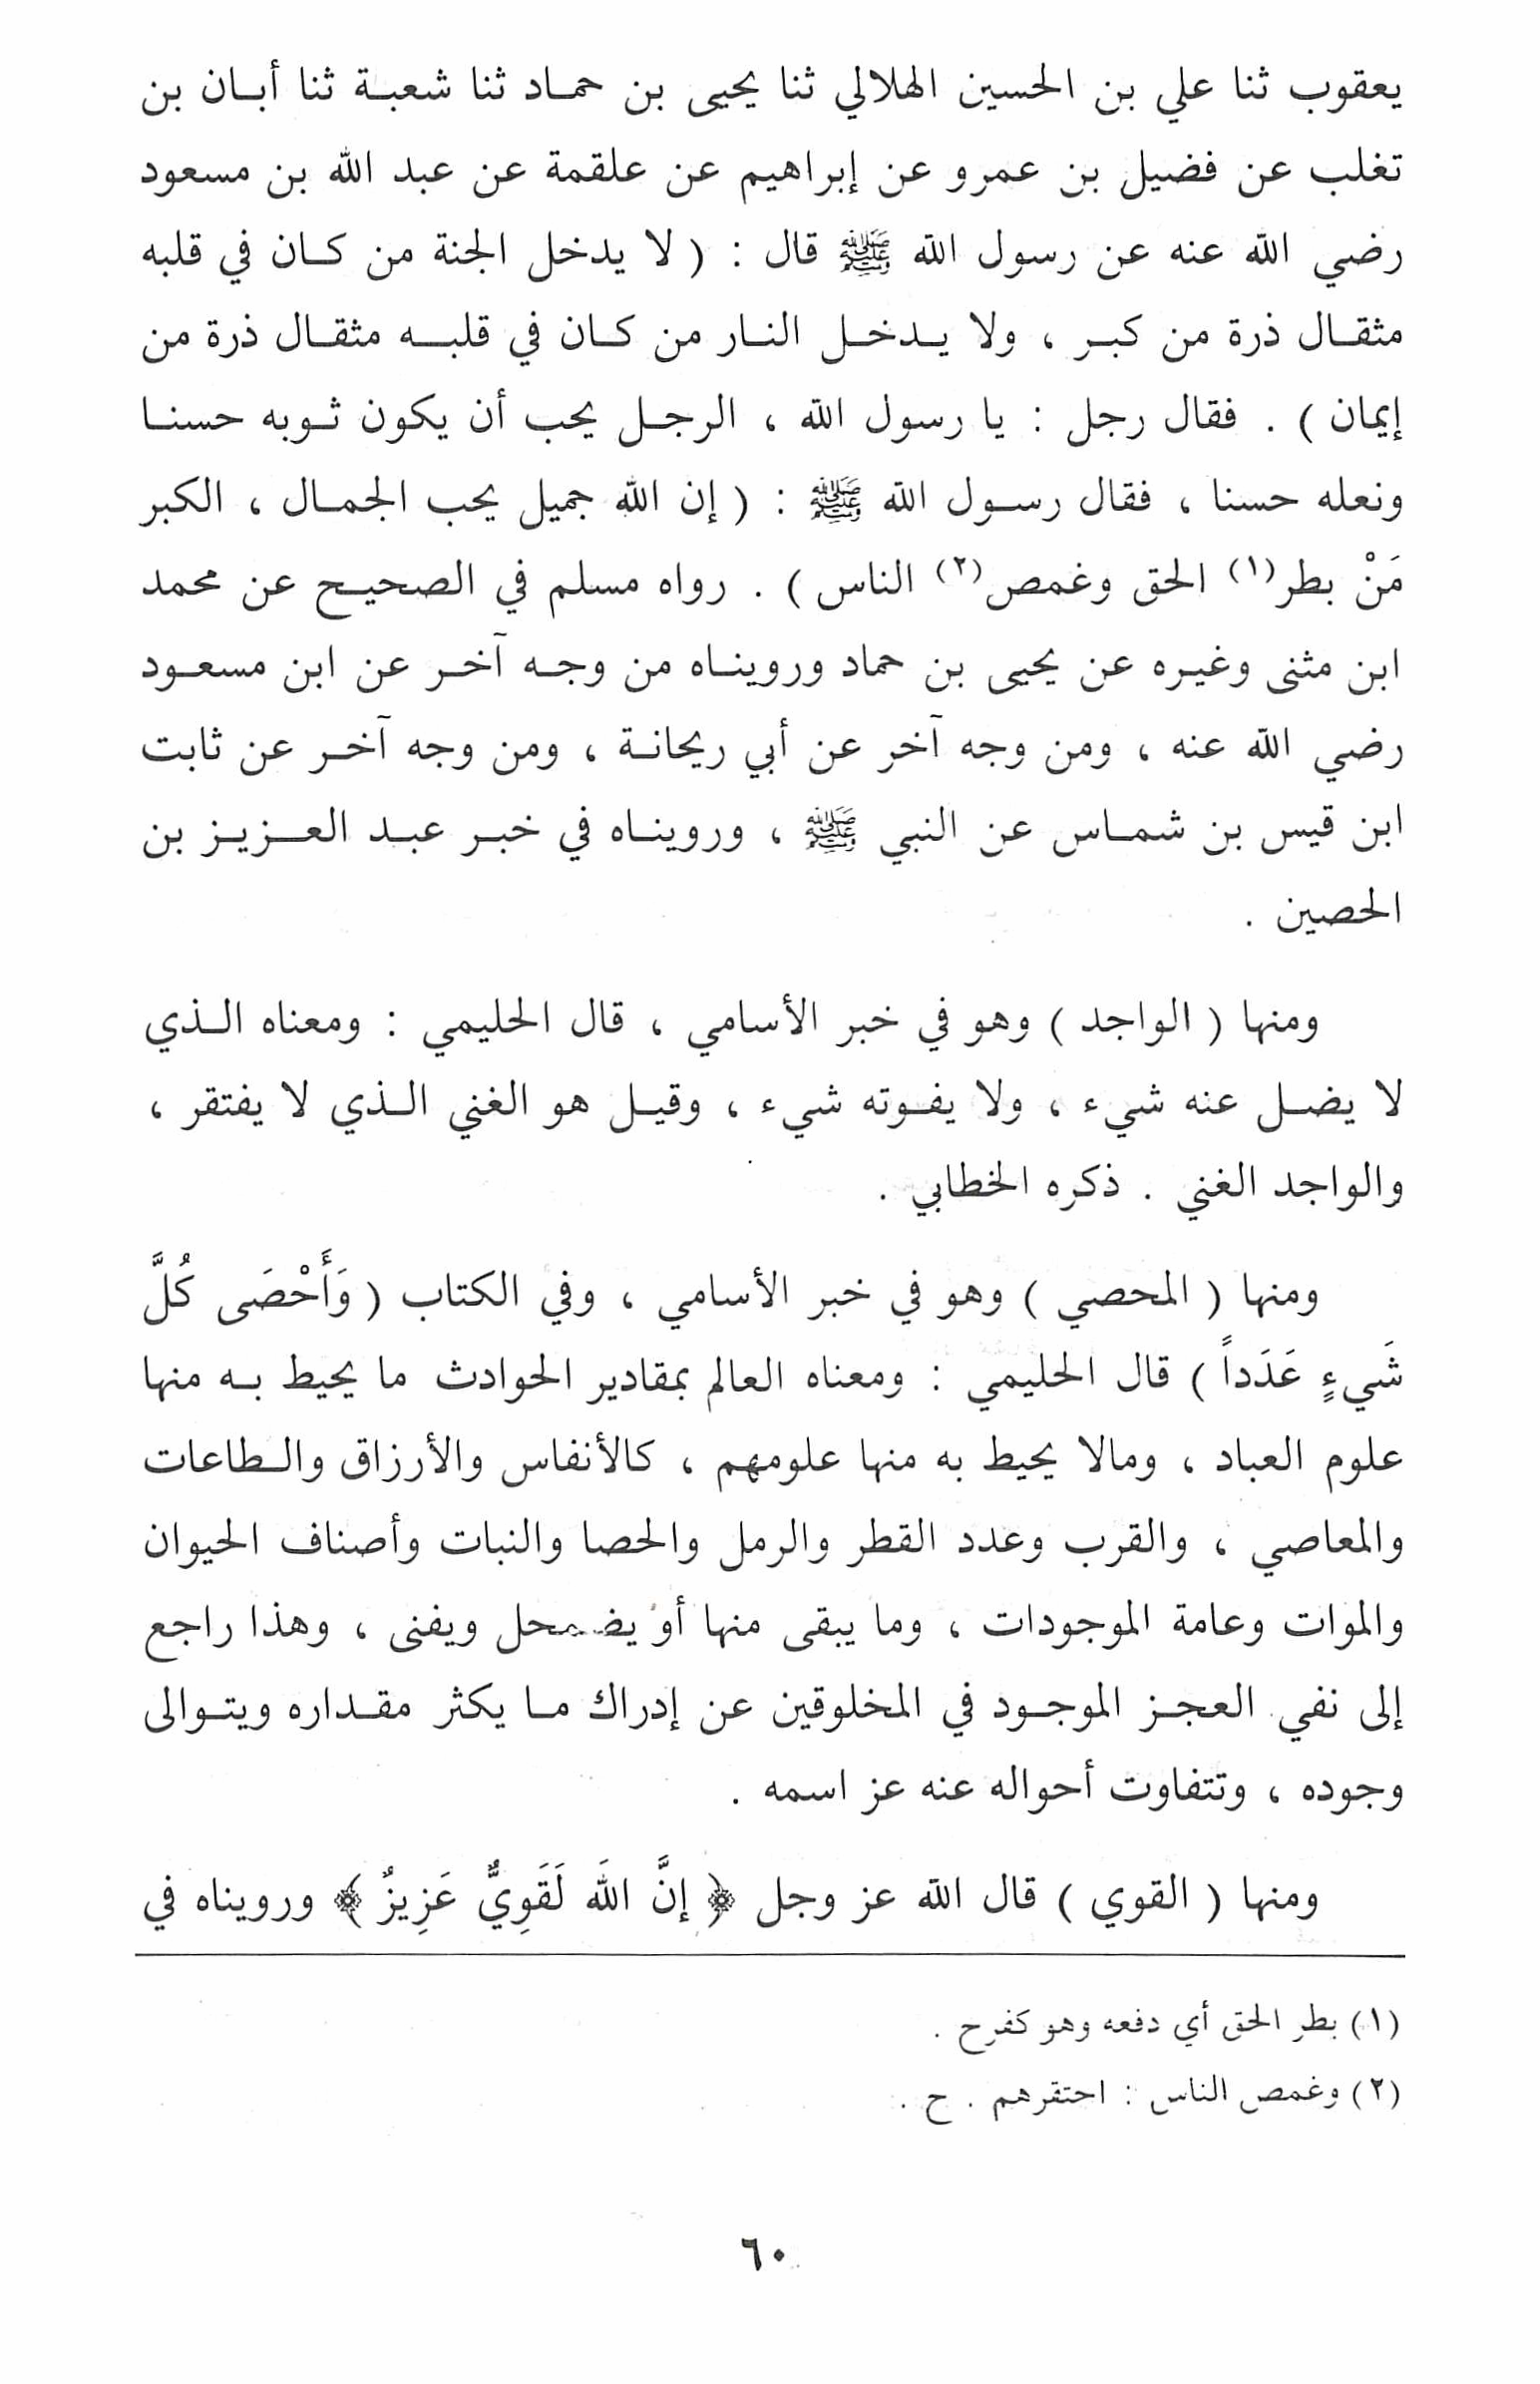 يعقوب ثنا علي بن الحسين الهلالي ثنا يحيى بن حماد ثنا شعبة ثنا أبان بن
تغلب عن فضيل بن عمرو عن إبراهيم عن علقمة عن عبد الله بن مسعود
رضي الله عنه عن رسول الله ﷺ قال : ( لا يدخل الجنة من كان في قلبه
مثقال ذرة من كبر ، ولا يدخل النار من كان في قلبه مثقال ذرة من
إيمان ) . فقال رجل : يا رسول الله ، الرجل يحب أن يكون ثوبه حسنا
ونعله حسنا ، فقال رسول الله ﷺ : ( إن الله جميل يحب الجمال ، الكبر
مَنْ بطر(١) الحق وغمص(٢) الناس ) . رواه مسلم في الصحيح عن محمد
ابن مثنى وغيره عن يحيى بن حماد ورويناه من وجه آخر عن ابن مسعود
رضي الله عنه ، ومن وجه آخر عن أبي ريحانة ، ومن وجه آخر عن ثابت
ابن قيس بن شماس عن النبي ﷺ ، ورويناه في خبر عبد العزيز بن
الحصين .
ومنها ( الواجد ) وهو في خبر الأسامي ، قال الحليمي : ومعناه الذي
لا يضل عنه شيء ، ولا يفوته شيء ، وقيل هو الغني الذي لا يفتقر ،
والواجد الغني . ذكره الخطابي .
ومنها ( المحصي ) وهو في خبر الأسامي ، وفي الكتاب ( وَأَحْصَى كُلَّ
شَيءٍ عَدَداً ) قال الحليمي : ومعناه العالم بمقادير الحوادث ما يحيط به منها
علوم العباد ، ومالا يحيط به منها علومهم ، كالأنفاس والأرزاق والطاعات
والمعاصي ، والقرب وعدد القطر والرمل والحصا والنبات وأصناف الحيوان
والموات وعامة الموجودات ، وما يبقى منها أو يضمحل ويفنى ، وهذا راجع
إلى نفي العجز الموجود في المخلوقين عن إدراك ما يكثر مقداره ويتوالى
وجوده ، وتتفاوت أحواله عنه عز اسمه .
ومنها ( القوي ) قال الله عز وجل ﴿ إنَّ اللَه لَقَوِيٌّ عَزِيزٌ ﴾ ورويناه في
(١) بطر الحق أي دفعه وهو كفرح .
(٢) وغمص الناس : احتقرهم . ح .
٦٠